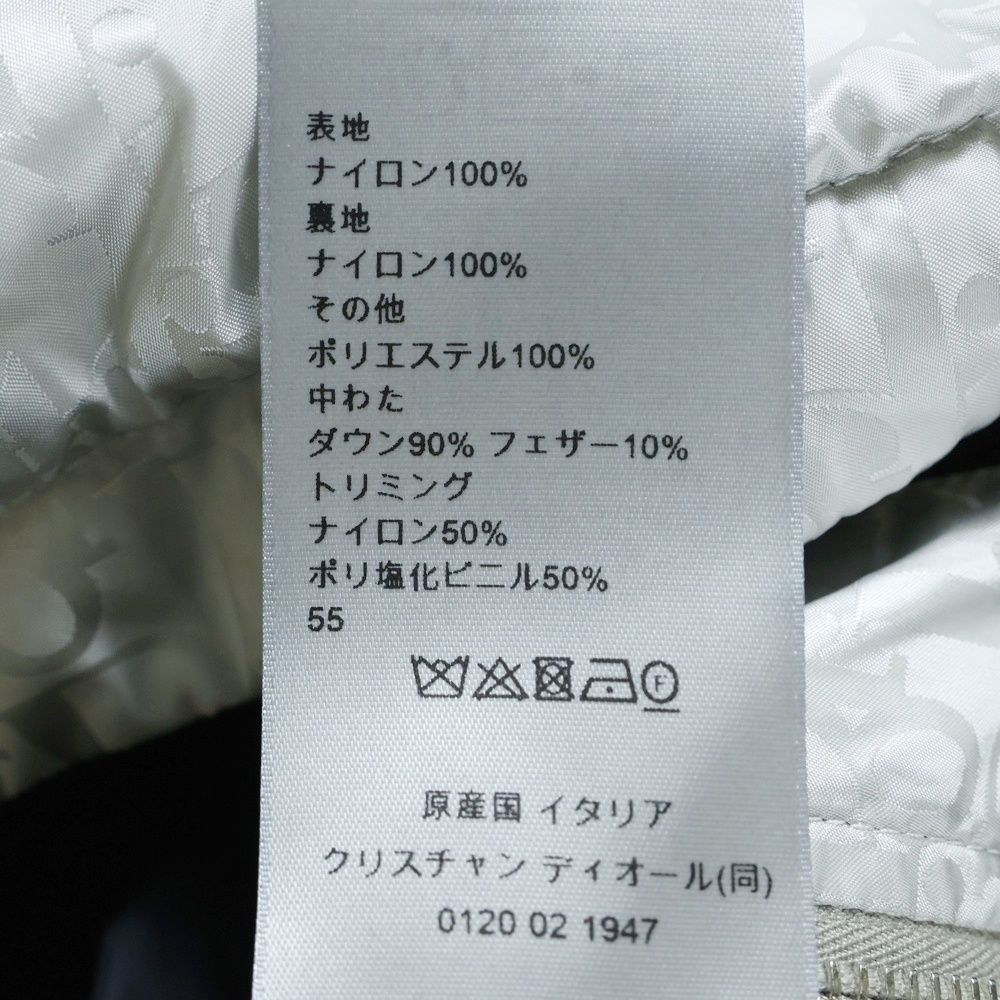 表地
ナイロン100%
裏地
ナイロン100%
その他
ポリエステル100%
中わた
ダウン90% フェザー10%
トリミング
ナイロン50%
ポリ塩化ビニル50%
55
F
原産国 イタリア
クリスチャン ディオール(同)
0120 02 1947